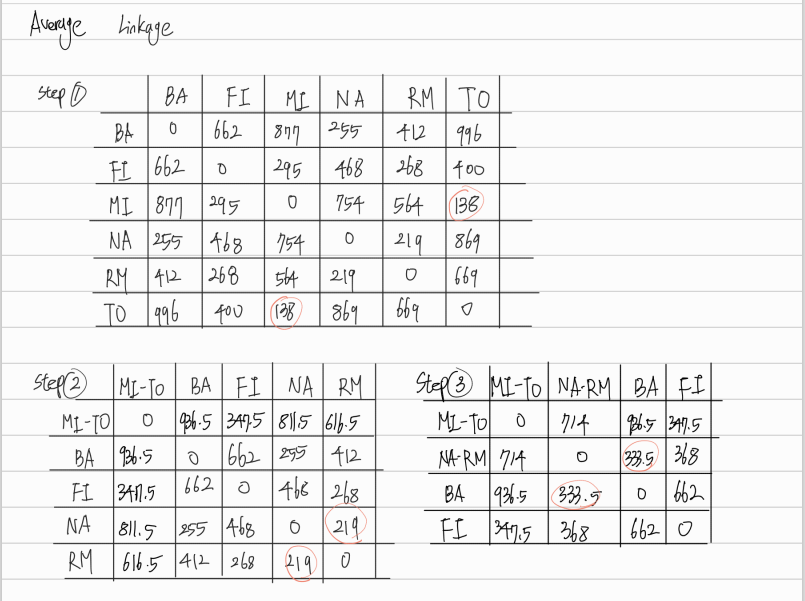 Average Linkage
Step ①
BA FI MI NA RM TO
BA 0 662 877 255 412 996
FI 662 0 295 468 268 400
MI 877 295 0 754 564 138
NA 255 468 754 0 219 869
RM 412 268 564 219 0 669
TO 996 400 138 869 669 0
Step ②
MI-TO BA FI NA RM
MI-TO 0 936.5 347.5 811.5 616.5
BA 936.5 0 662 255 412
FI 347.5 662 0 468 268
NA 811.5 255 468 0 219
RM 616.5 412 268 219 0
Step ③
MI-TO NA-RM BA FI
MI-TO 0 714 936.5 347.5
NA-RM 714 0 333.5 368
BA 936.5 333.5 0 662
FI 347.5 368 662 0